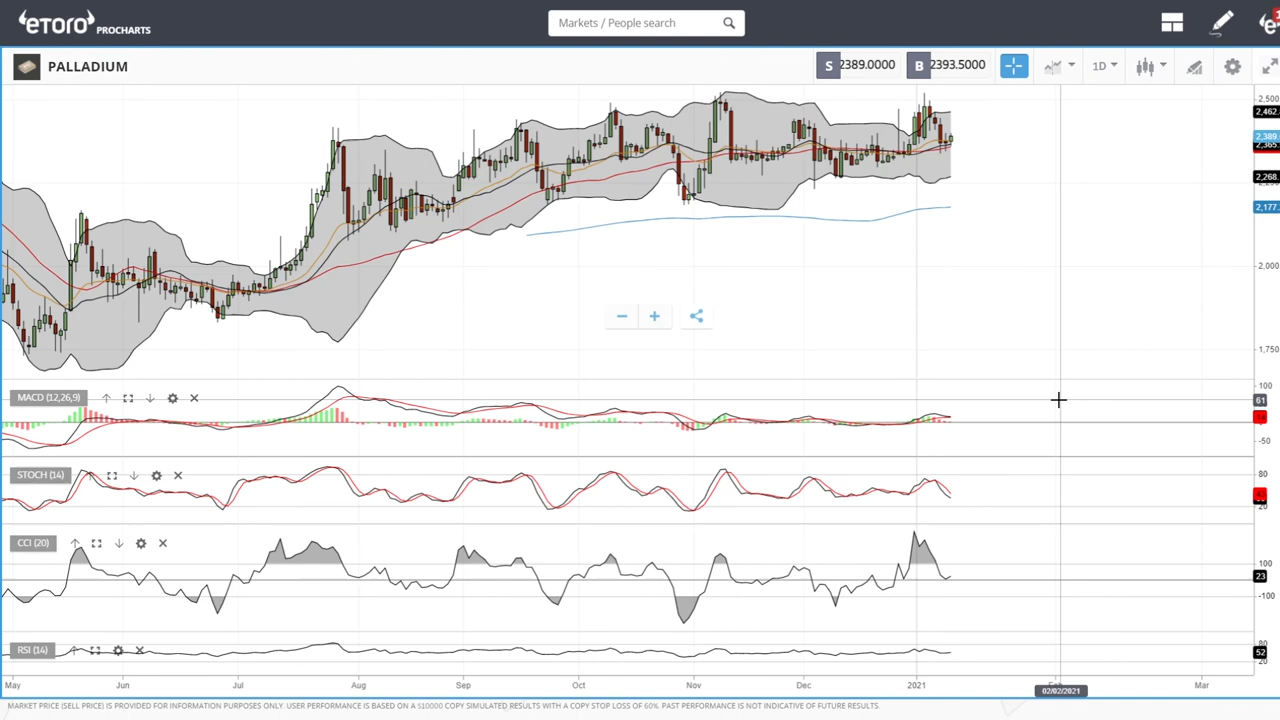 eToro PROCHARTS
Markets / People search
PALLADIUM
S 2389.0000
B 2393.5000
1D
2,500
2,462.
2,389.
2,365.
2,268.
2,177.
2,000
1,750
MACD (12,26,9)
100
61
-50
STOCH (14)
80
20
CCI (20)
100
23
-100
RSI (14)
80
52
20
May
Jun
Jul
Aug
Sep
Oct
Nov
Dec
2021
Mar
02/02/2021
MARKET PRICE (SELL PRICE) IS PROVIDED FOR INFORMATION PURPOSES ONLY. USER PERFORMANCE IS BASED ON A $10000 COPY SIMULATED RESULTS WITH A COPY STOP LOSS OF 60%. PAST PERFORMANCE IS NOT INDICATIVE OF FUTURE RESULTS.